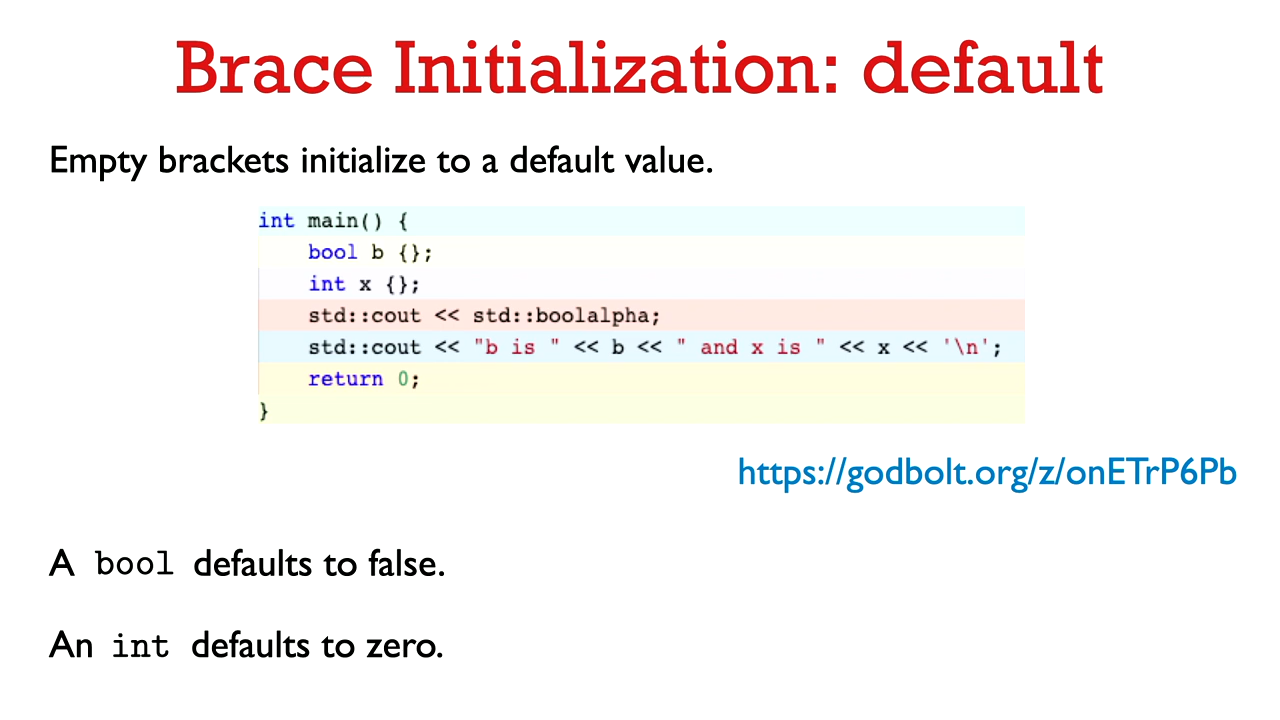 Brace Initialization: default
Empty brackets initialize to a default value.
int main() {
    bool b {};
    int x {};
    std::cout << std::boolalpha;
    std::cout << "b is " << b << " and x is " << x << '\n';
    return 0;
}
https://godbolt.org/z/onETrP6Pb
A bool defaults to false.
An int defaults to zero.